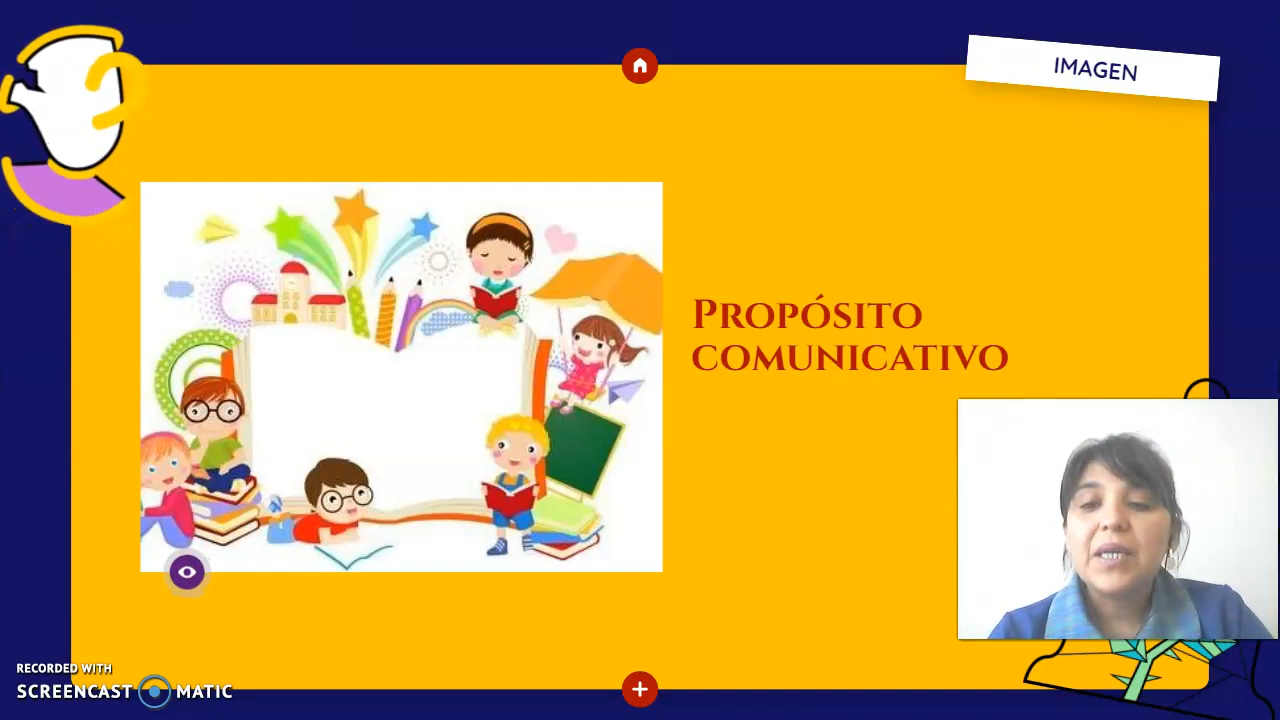 IMAGEN
Propósito
comunicativo
RECORDED WITH
SCREENCAST MATIC